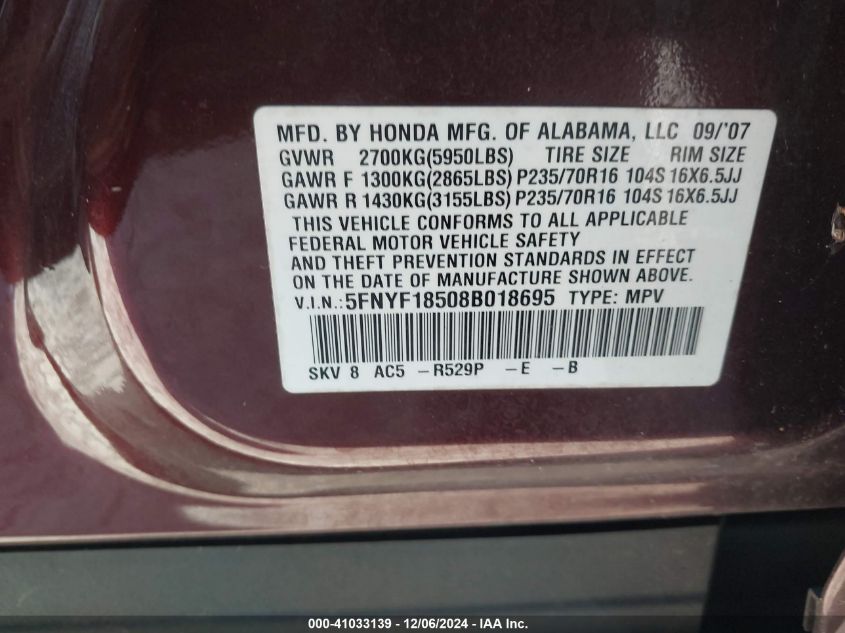 MFD. BY HONDA MFG. OF ALABAMA, LLC 09/'07
GVWR 2700KG(5950LBS) TIRE SIZE RIM SIZE
GAWR F 1300KG(2865LBS) P235/70R16 104S 16X6.5JJ
GAWR R 1430KG(3155LBS) P235/70R16 104S 16X6.5JJ
THIS VEHICLE CONFORMS TO ALL APPLICABLE
FEDERAL MOTOR VEHICLE SAFETY
AND THEFT PREVENTION STANDARDS IN EFFECT
ON THE DATE OF MANUFACTURE SHOWN ABOVE.
V.I.N.:5FNYF18508B018695 TYPE: MPV
SKV 8 AC5 -R529P -E -B
000-41033139 - 12/06/2024 - IAA Inc.